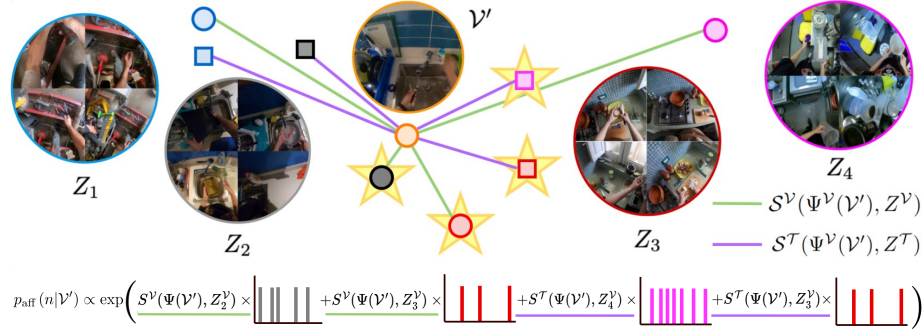 𝒱′
Z₁
Z₂
Z₃
Z₄
𝒮^𝒱(Ψ^𝒱(𝒱′), Z^𝒱)
𝒮^𝒯(Ψ^𝒱(𝒱′), Z^𝒯)
p_aff (n|𝒱′) ∝ exp( S^𝒱(Ψ(𝒱′), Z₂^𝒱) × +S^𝒱(Ψ(𝒱′), Z₃^𝒱) × +S^𝒯(Ψ(𝒱′), Z₄^𝒯) × +S^𝒯(Ψ(𝒱′), Z₃^𝒯) × )